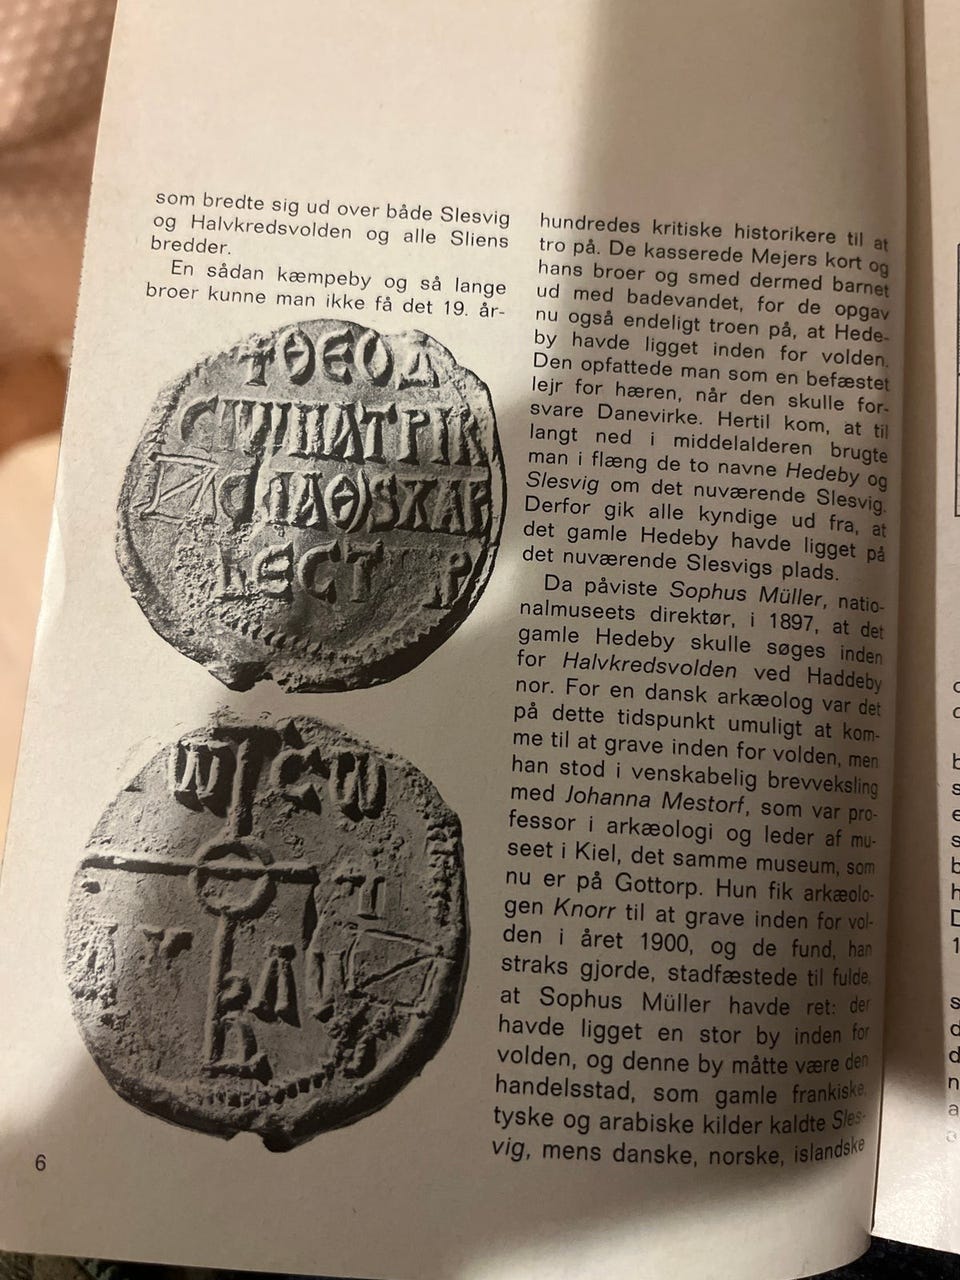 som bredte sig ud over både Slesvig
og Halvkredsvolden og alle Sliens
bredder.
En sådan kæmpeby og så lange
broer kunne man ikke få det 19. år-
+ΘΕΟΔ
ΠΑΤΡΙΚ
hundredes kritiske historikere til at
tro på. De kasserede Mejers kort og
hans broer og smed dermed barnet
ud med badevandet, for de opgav
nu også endeligt troen på, at Hede-
by havde ligget inden for volden.
Den opfattede man som en befæstet
lejr for hæren, når den skulle for-
svare Danevirke. Hertil kom, at til
langt ned i middelalderen brugte
man i flæng de to navne Hedeby og
Slesvig om det nuværende Slesvig.
Derfor gik alle kyndige ud fra, at
det gamle Hedeby havde ligget på
det nuværende Slesvigs plads.
Da påviste Sophus Müller, natio-
nalmuseets direktør, i 1897, at det
gamle Hedeby skulle søges inden
for Halvkredsvolden ved Haddeby
nor. For en dansk arkæolog var det
på dette tidspunkt umuligt at kom-
me til at grave inden for volden, men
han stod i venskabelig brevveksling
med Johanna Mestorf, som var pro-
fessor i arkæologi og leder af mu-
seet i Kiel, det samme museum, som
nu er på Gottorp. Hun fik arkæolo-
gen Knorr til at grave inden for vol-
den i året 1900, og de fund, han
straks gjorde, stadfæstede til fulde,
at Sophus Müller havde ret: der
havde ligget en stor by inden for
volden, og denne by måtte være den
handelsstad, som gamle frankiske,
tyske og arabiske kilder kaldte Sles-
vig, mens danske, norske, islandske
6